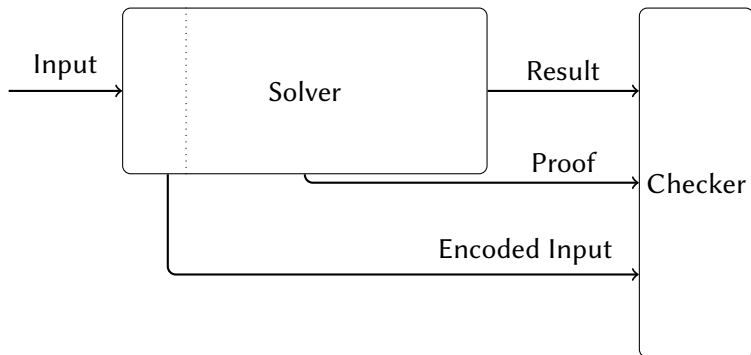 Input
Solver
Result
Proof
Checker
Encoded Input